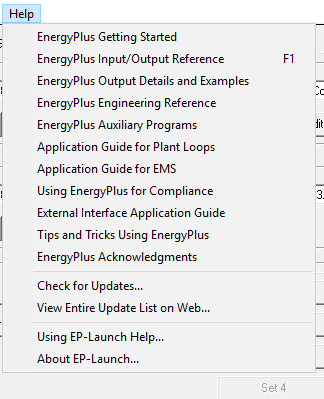 Help
EnergyPlus Getting Started
EnergyPlus Input/Output Reference F1
EnergyPlus Output Details and Examples
EnergyPlus Engineering Reference
EnergyPlus Auxiliary Programs
Application Guide for Plant Loops
Application Guide for EMS
Using EnergyPlus for Compliance
External Interface Application Guide
Tips and Tricks Using EnergyPlus
EnergyPlus Acknowledgments
Check for Updates...
View Entire Update List on Web...
Using EP-Launch Help...
About EP-Launch...
Set 4